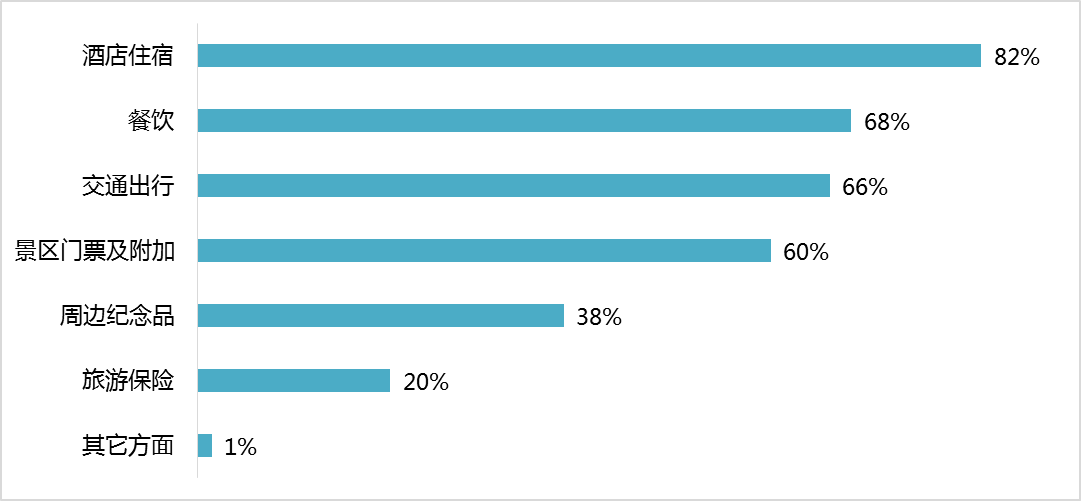 酒店住宿 82%
餐饮 68%
交通出行 66%
景区门票及附加 60%
周边纪念品 38%
旅游保险 20%
其它方面 1%